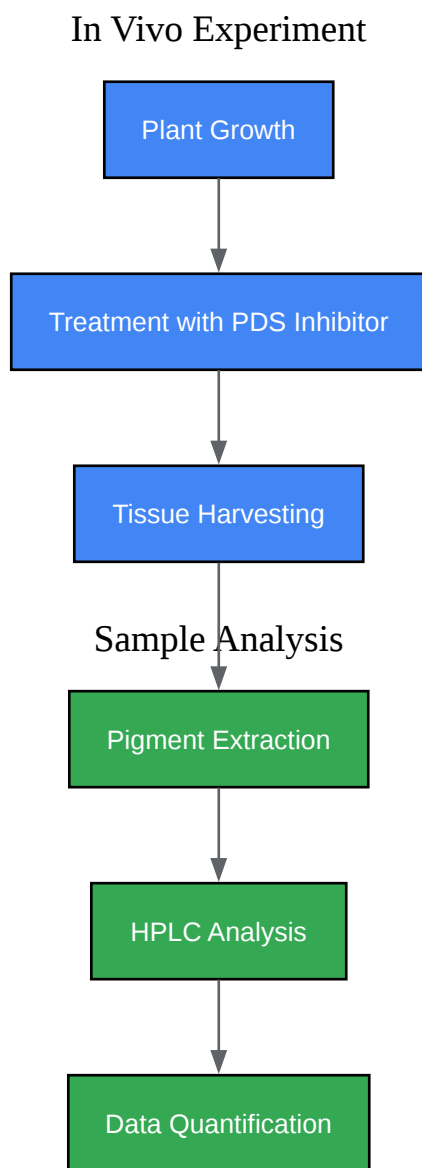 In Vivo Experiment
Plant Growth
Treatment with PDS Inhibitor
Tissue Harvesting
Sample Analysis
Pigment Extraction
HPLC Analysis
Data Quantification